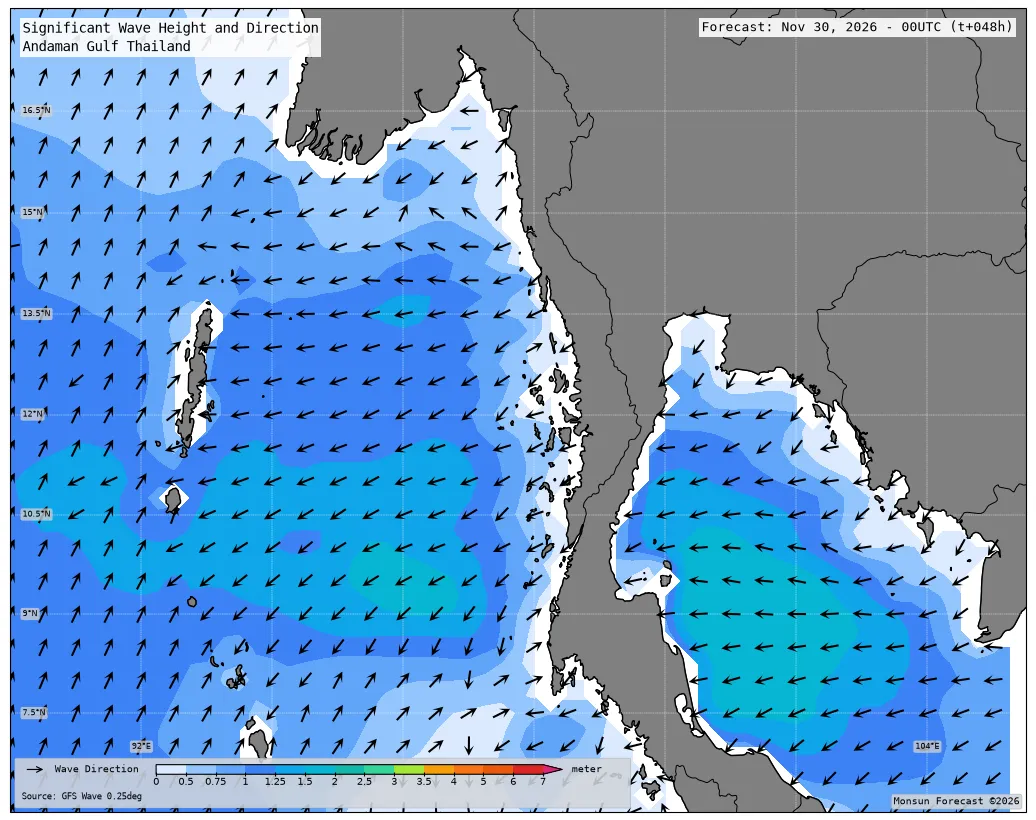 Significant Wave Height and Direction
Andaman Gulf Thailand
Forecast: Nov 30, 2026 - 00UTC (t+048h)
16.5°N
15°N
13.5°N
12°N
10.5°N
9°N
7.5°N
92°E
104°E
Wave Direction
0.5 0.75 1 1.25 1.5 2 2.5 3 3.5 4 5 6 7 meter
Source: GFS Wave 0.25deg
Monsun Forecast ©2026